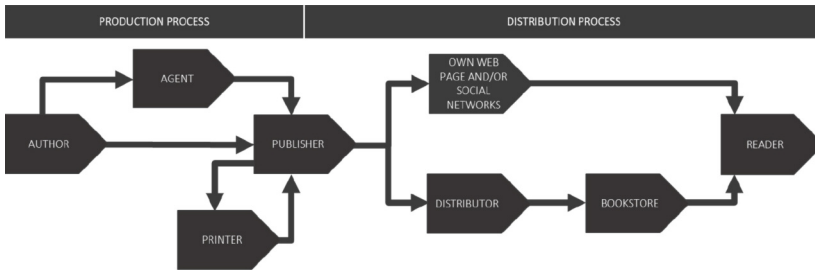 PRODUCTION PROCESS
DISTRIBUTION PROCESS
AGENT
OWN WEB
PAGE AND/OR
SOCIAL
NETWORKS
AUTHOR
PUBLISHER
READER
DISTRIBUTOR
BOOKSTORE
PRINTER